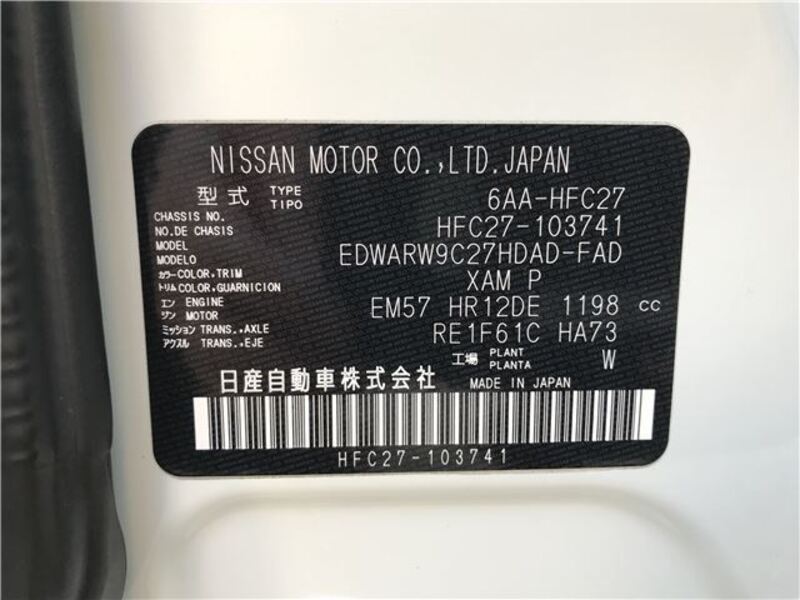 NISSAN MOTOR CO.,LTD.JAPAN
型式 TYPE TIPO 6AA-HFC27
CHASSIS NO.
NO.DE CHASIS HFC27-103741
MODEL
MODELO EDWARW9C27HDAD-FAD
カラー COLOR,TRIM
トリム COLOR,GUARNICION XAM P
エン ENGINE
ジン MOTOR EM57 HR12DE 1198 cc
ミッション TRANS.,AXLE
アクスル TRANS.,EJE RE1F61C HA73
工場 PLANT PLANTA W
日産自動車株式会社 MADE IN JAPAN
HFC27-103741